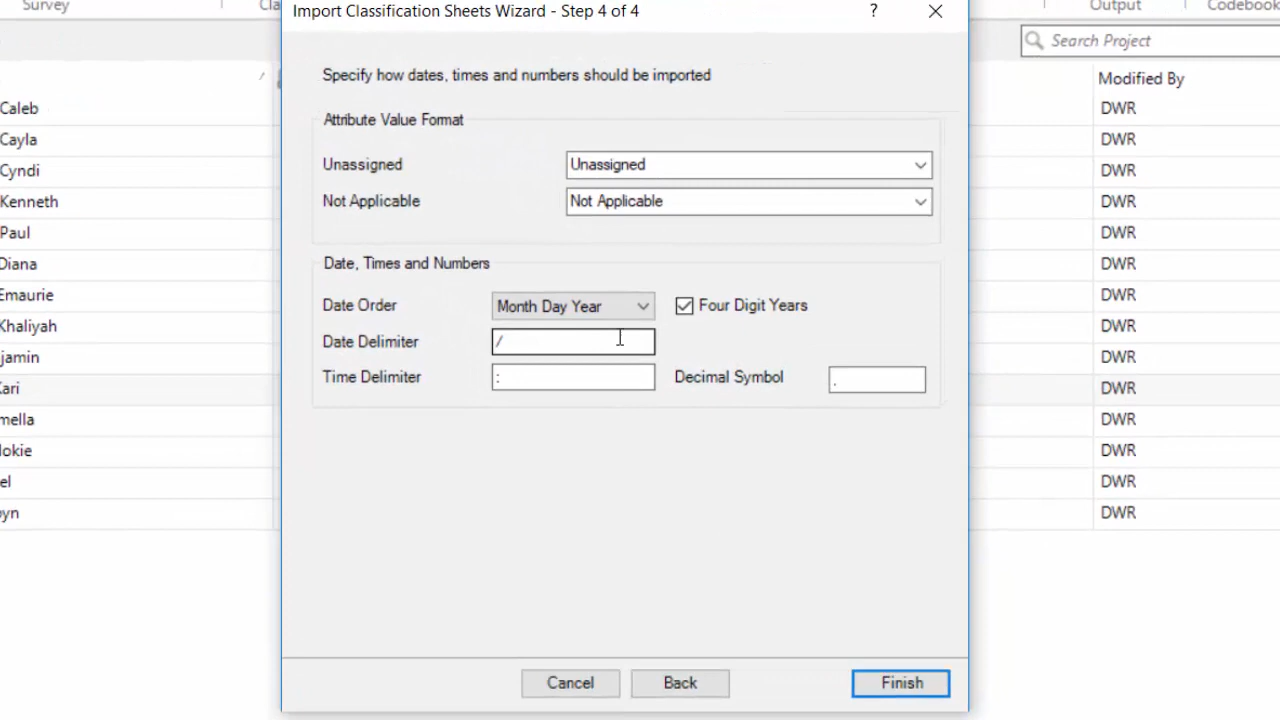 Survey
Cla
Output
Codebook
Import Classification Sheets Wizard - Step 4 of 4
?
Search Project
Specify how dates, times and numbers should be imported
Modified By
Caleb
DWR
Attribute Value Format
Cayla
DWR
Unassigned
Unassigned
Cyndi
DWR
Not Applicable
Not Applicable
Kenneth
DWR
Paul
DWR
Date, Times and Numbers
Diana
DWR
Emaurie
DWR
Date Order
Month Day Year
Four Digit Years
Khaliyah
DWR
Date Delimiter
/
jamin
DWR
Time Delimiter
:
Decimal Symbol
.
Kari
DWR
mella
DWR
okie
DWR
el
DWR
yn
DWR
Cancel
Back
Finish